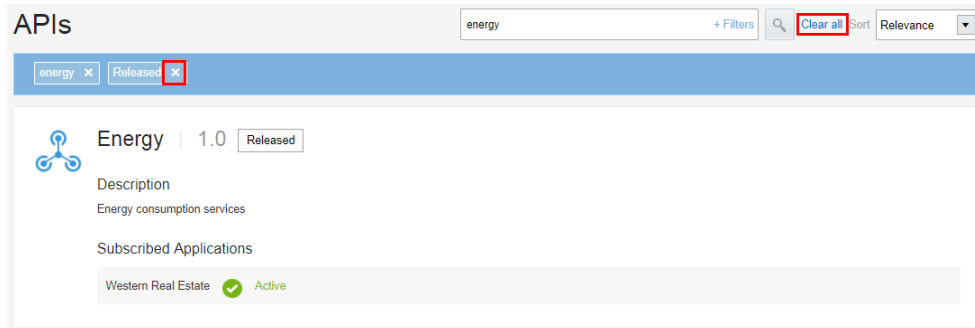 APIs
energy + Filters Clear all Sort Relevance
energy × Released ×
Energy 1.0 Released
Description
Energy consumption services
Subscribed Applications
Western Real Estate Active